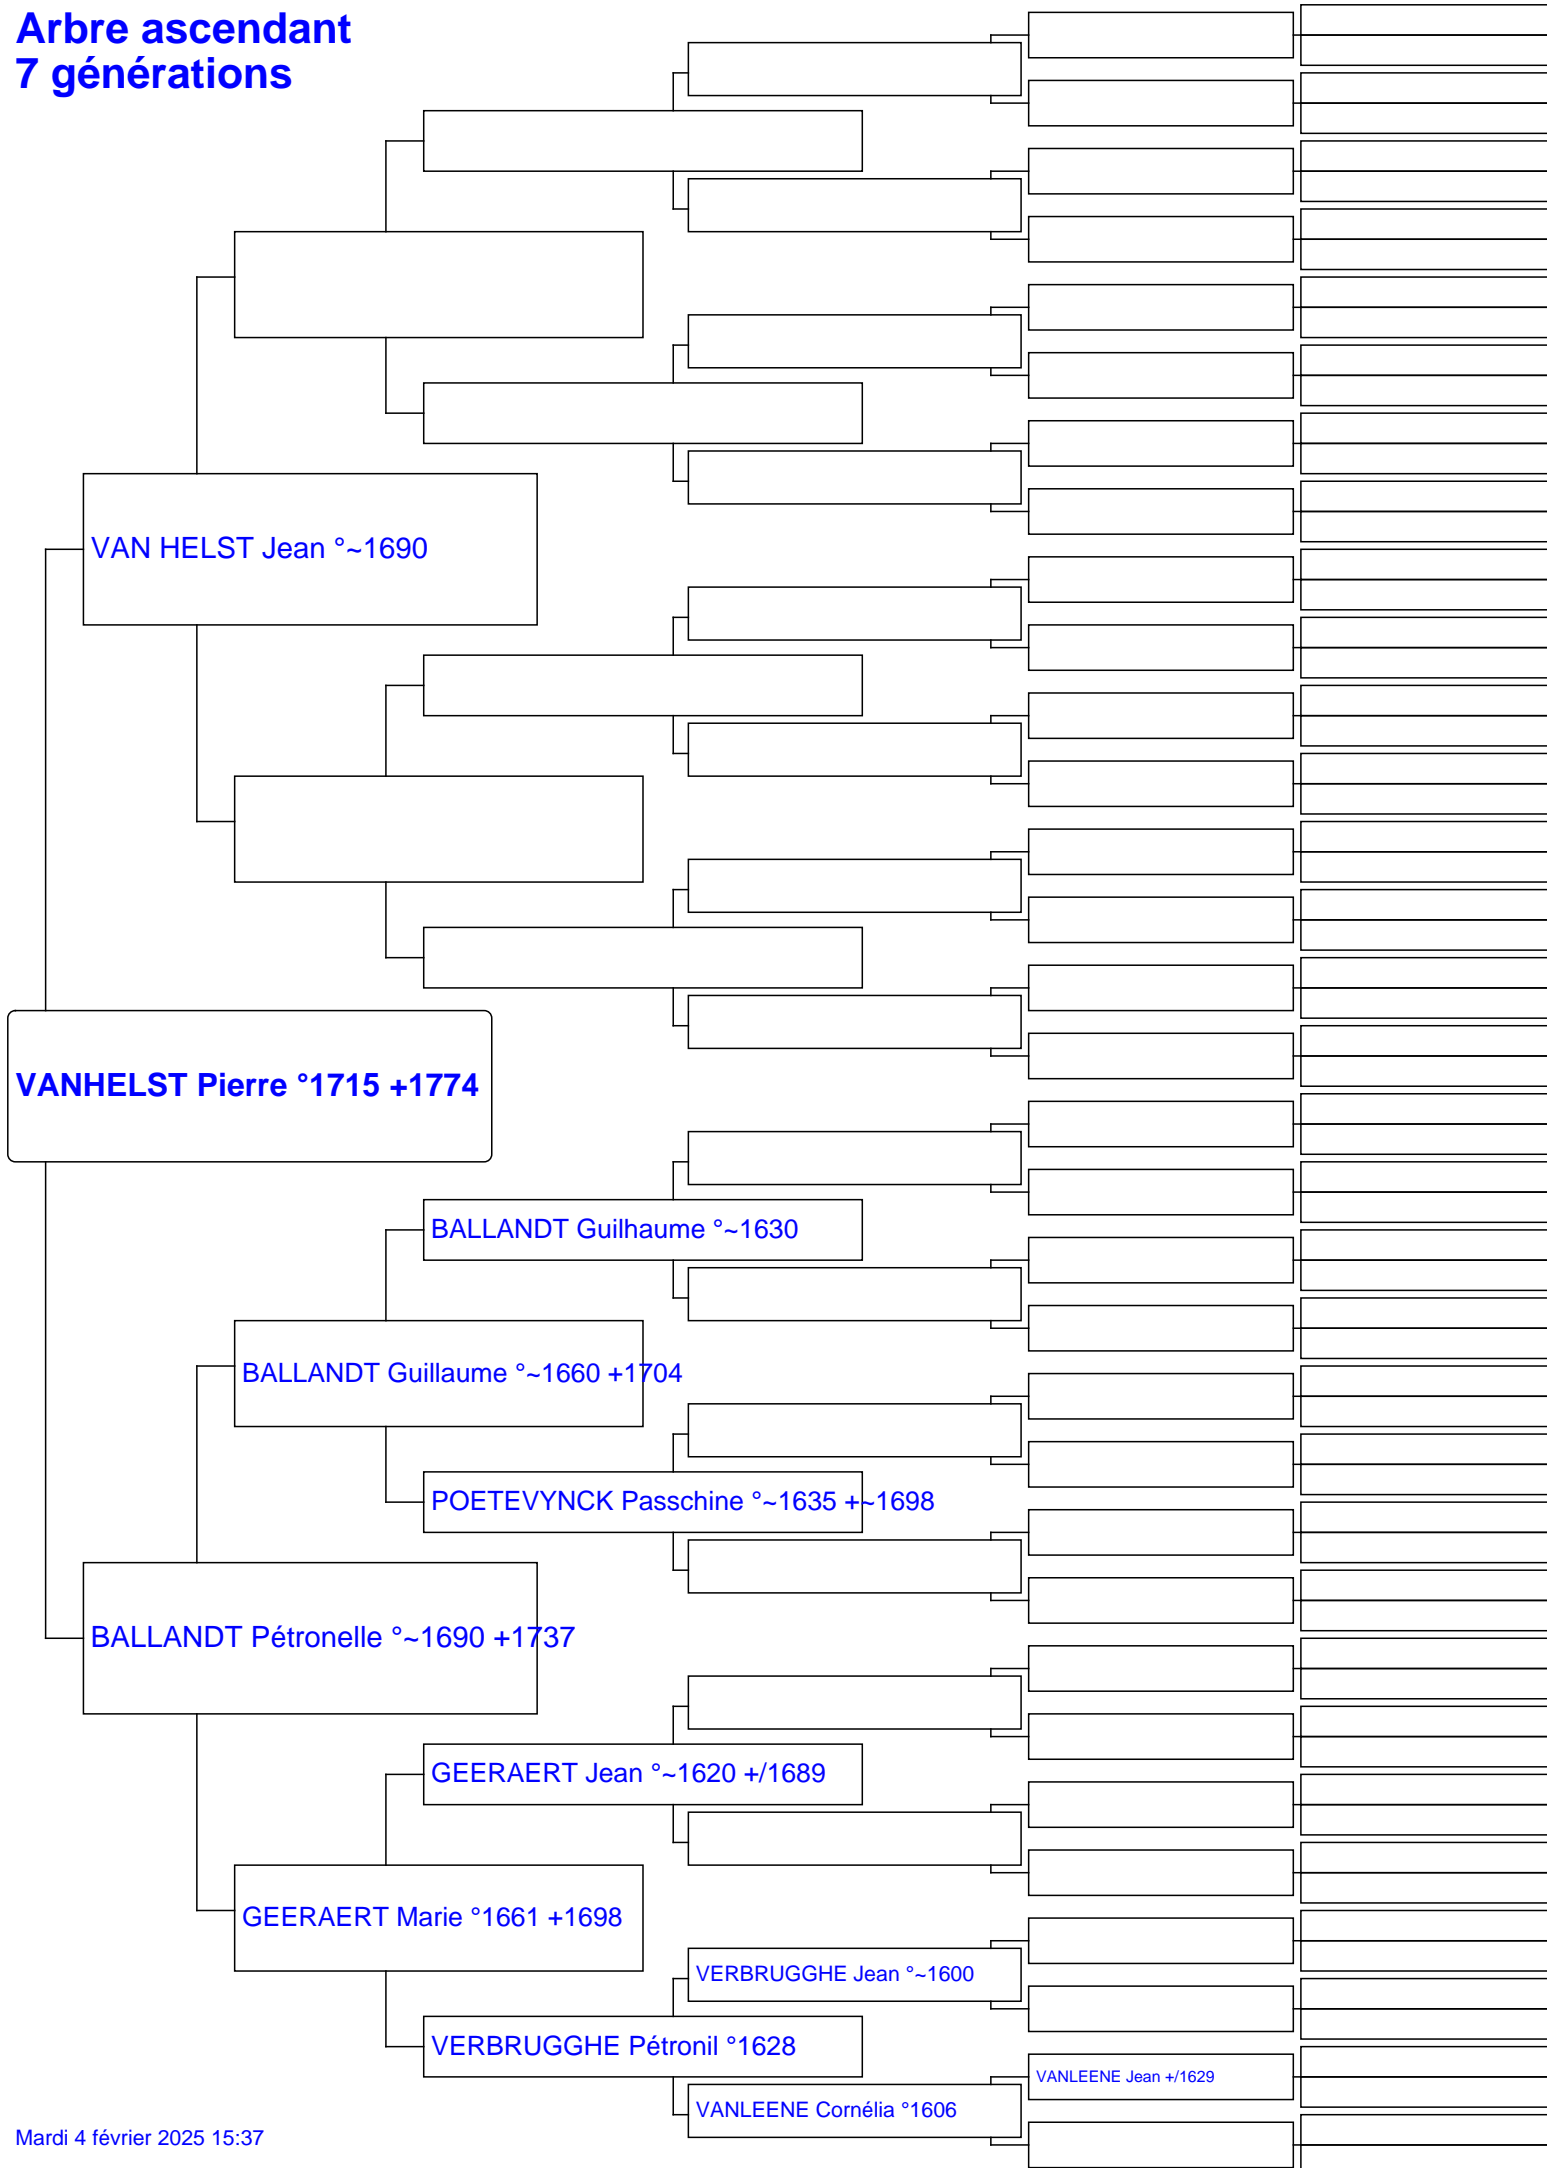 Arbre ascendant
7 générations
VAN HELST Jean °~1690
VANHELST Pierre °1715 +1774
BALLANDT Guilhaume °~1630
BALLANDT Guillaume °~1660 +1704
POETEVYNCK Passchine °~1635 +~1698
BALLANDT Pétronelle °~1690 +1737
GEERAERT Jean °~1620 +/1689
GEERAERT Marie °1661 +1698
VERBRUGGHE Jean °~1600
VERBRUGGHE Pétronil °1628
VANLEENE Jean +/1629
VANLEENE Cornélia °1606
Mardi 4 février 2025 15:37